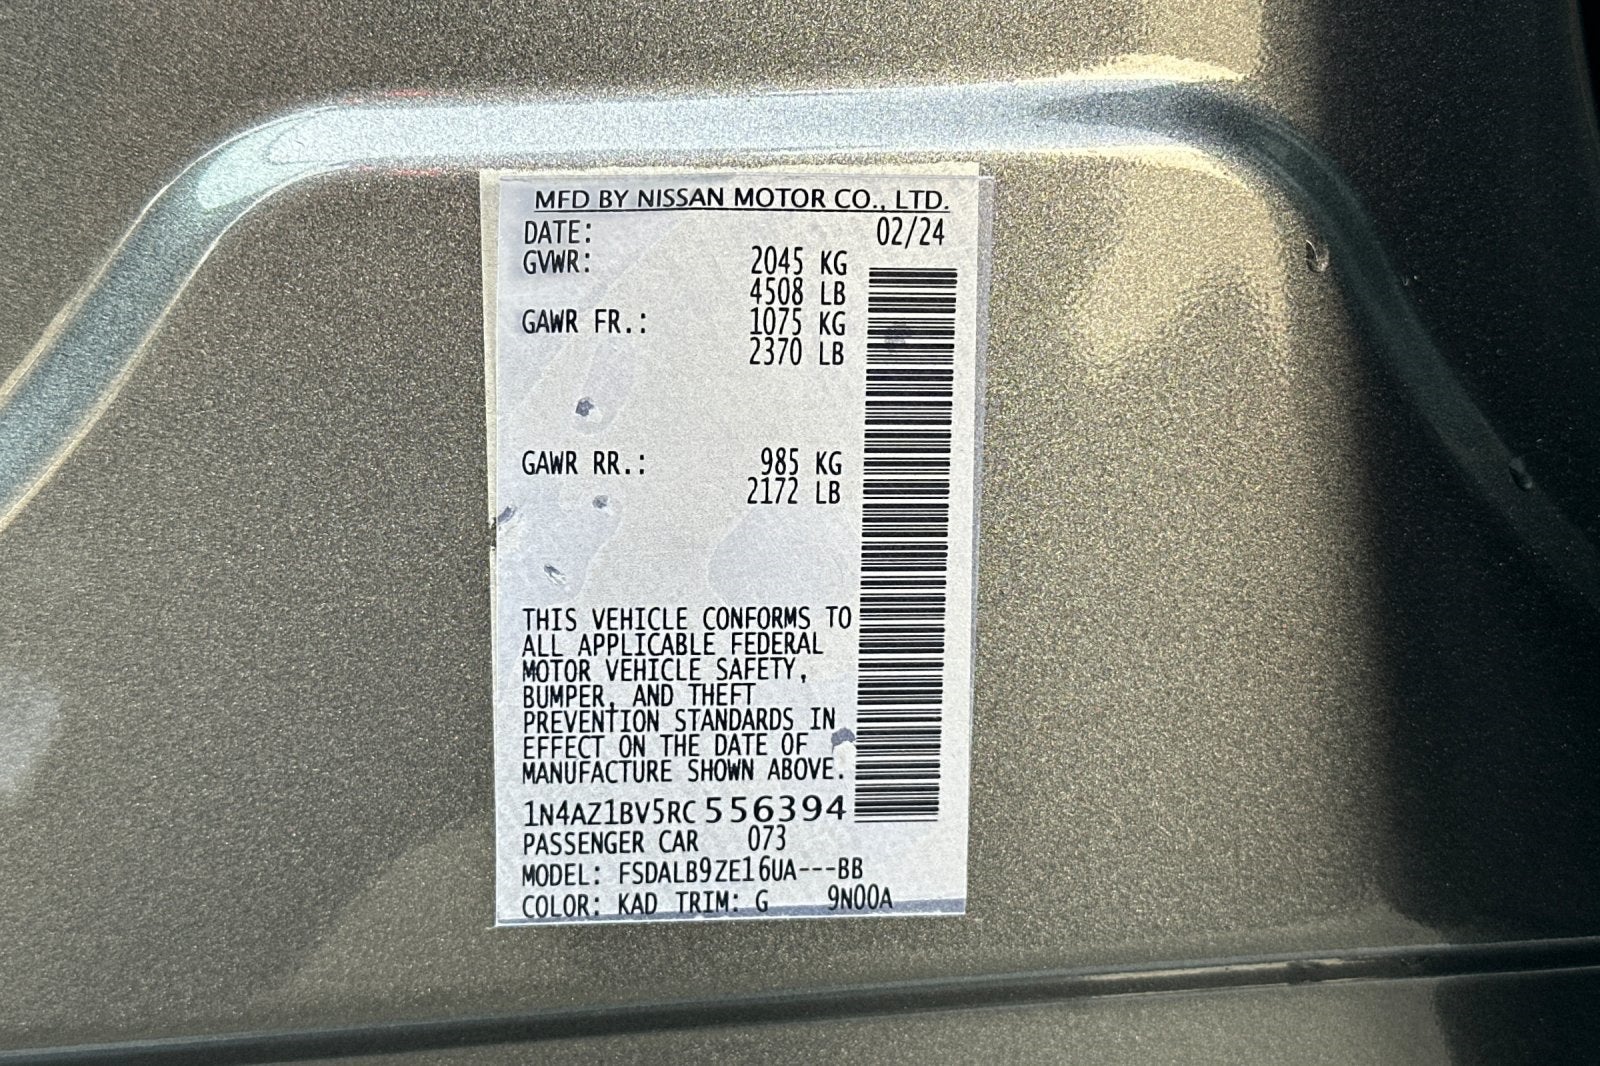 MFD BY NISSAN MOTOR CO., LTD.
DATE: 02/24
GVWR: 2045 KG
4508 LB
GAWR FR.: 1075 KG
2370 LB
GAWR RR.: 985 KG
2172 LB
THIS VEHICLE CONFORMS TO
ALL APPLICABLE FEDERAL
MOTOR VEHICLE SAFETY,
BUMPER, AND THEFT
PREVENTION STANDARDS IN
EFFECT ON THE DATE OF
MANUFACTURE SHOWN ABOVE.
1N4AZ1BV5RC556394
PASSENGER CAR 073
MODEL: FSDALB9ZE16UA---BB
COLOR: KAD TRIM: G 9N00A